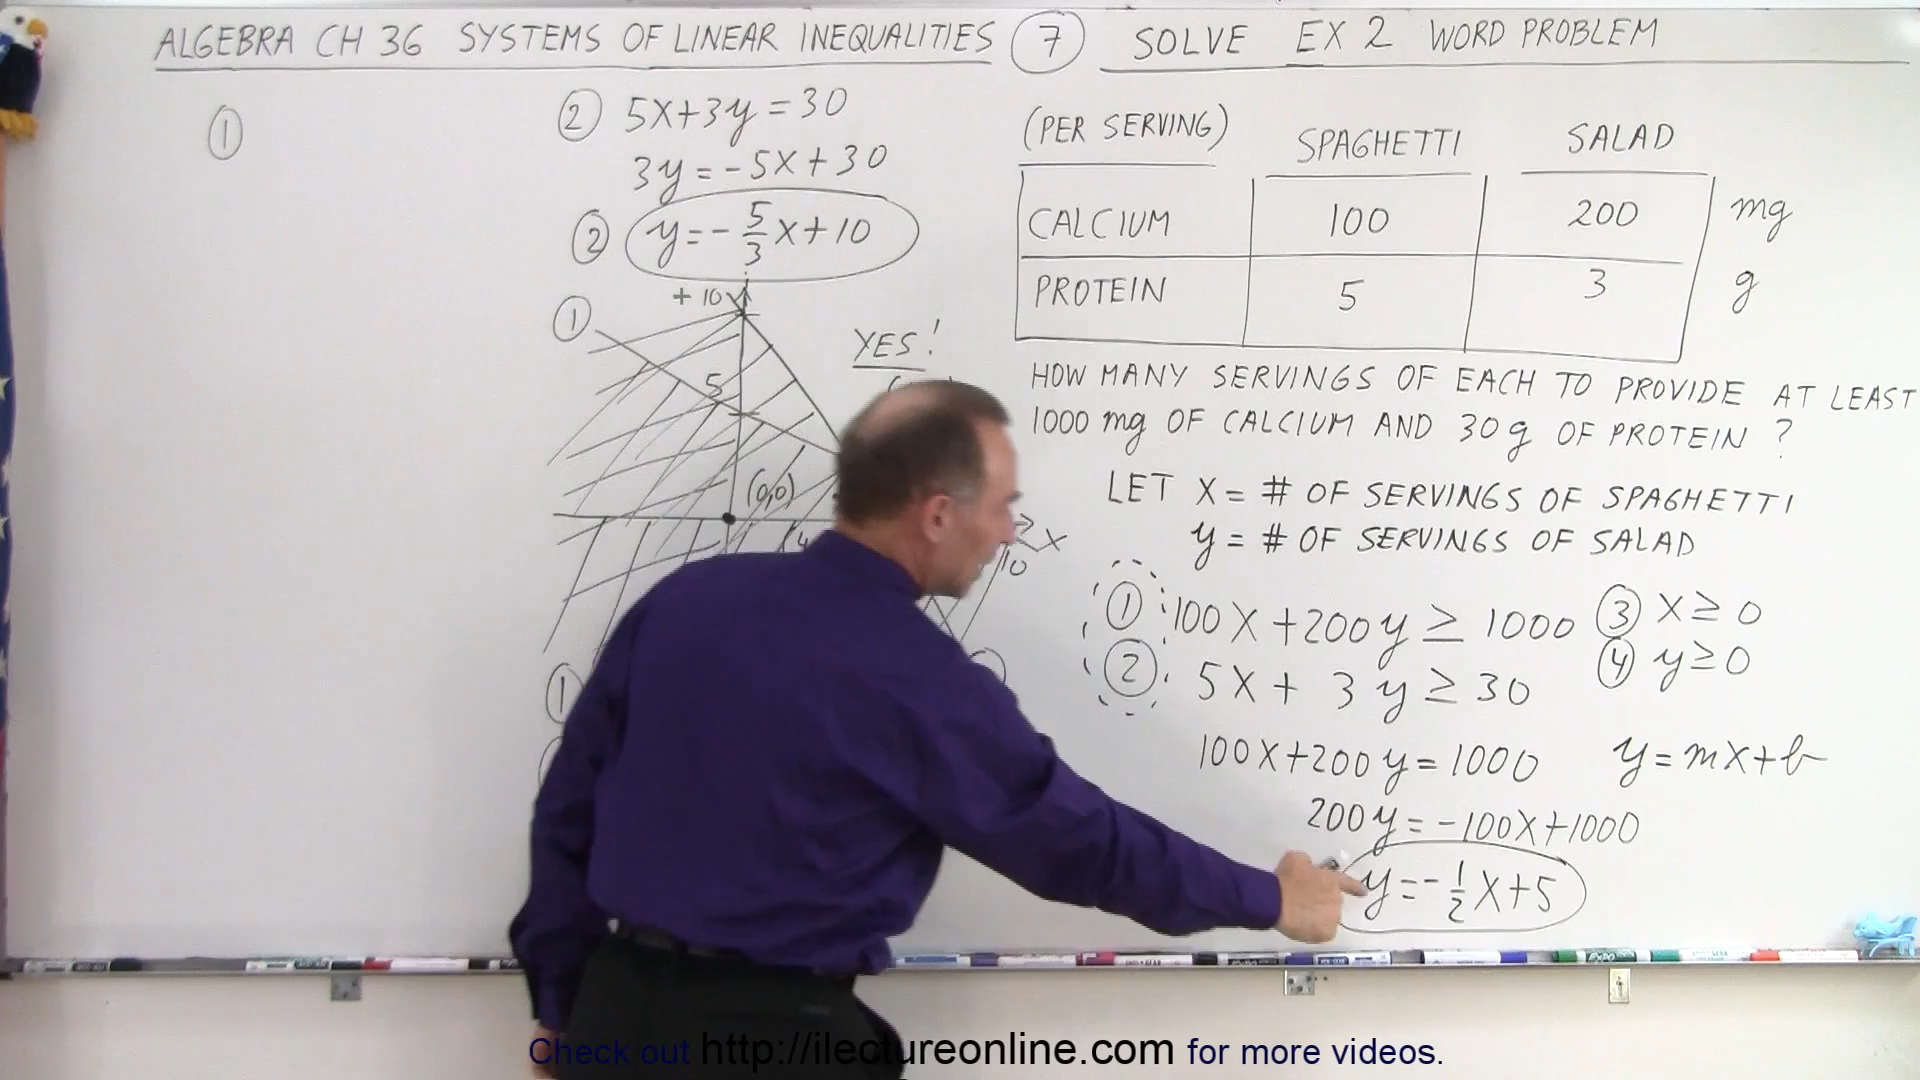 ALGEBRA CH 36 SYSTEMS OF LINEAR INEQUALITIES ⑦ SOLVE EX 2 WORD PROBLEM
①
② 5X+3y=30
3y=-5X+30
② y=-5/3X+10
+10
①
5
YES!
(0,0)
(4
X
10
①
(PER SERVING) SPAGHETTI SALAD
CALCIUM 100 200 mg
PROTEIN 5 3 g
HOW MANY SERVINGS OF EACH TO PROVIDE AT LEAST
1000 mg OF CALCIUM AND 30g OF PROTEIN ?
LET X = # OF SERVINGS OF SPAGHETTI
y = # OF SERVINGS OF SALAD
① 100X+200y≥1000 ③ X≥0
② 5X+3y≥30 ④ y≥0
100X+200y=1000 y=mX+b
200y=-100X+1000
y=-1/2X+5
Check out http://ilectureonline.com for more videos.